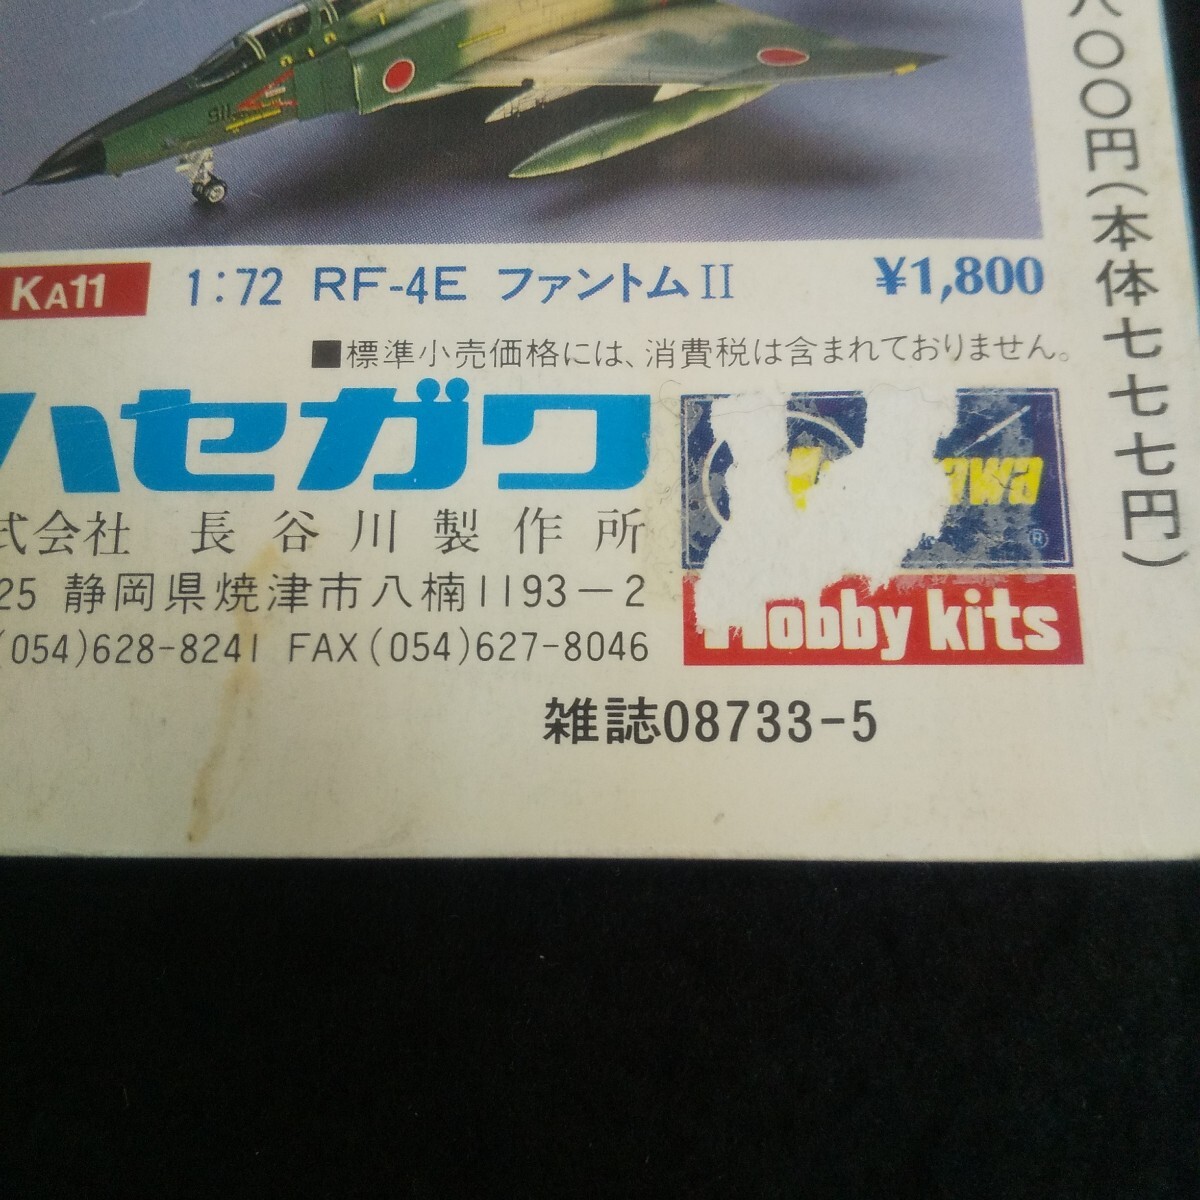 911
KA11 1:72 RF-4E ファントムII ¥1,800
■標準小売価格には、消費税は含まれておりません。
ハセガワ
式会社 長谷川製作所
25 静岡県焼津市八楠1193-2
(054)628-8241 FAX(054)627-8046
awa
®
Hobby kits
雑誌08733-5
八〇〇円(本体七七七円)